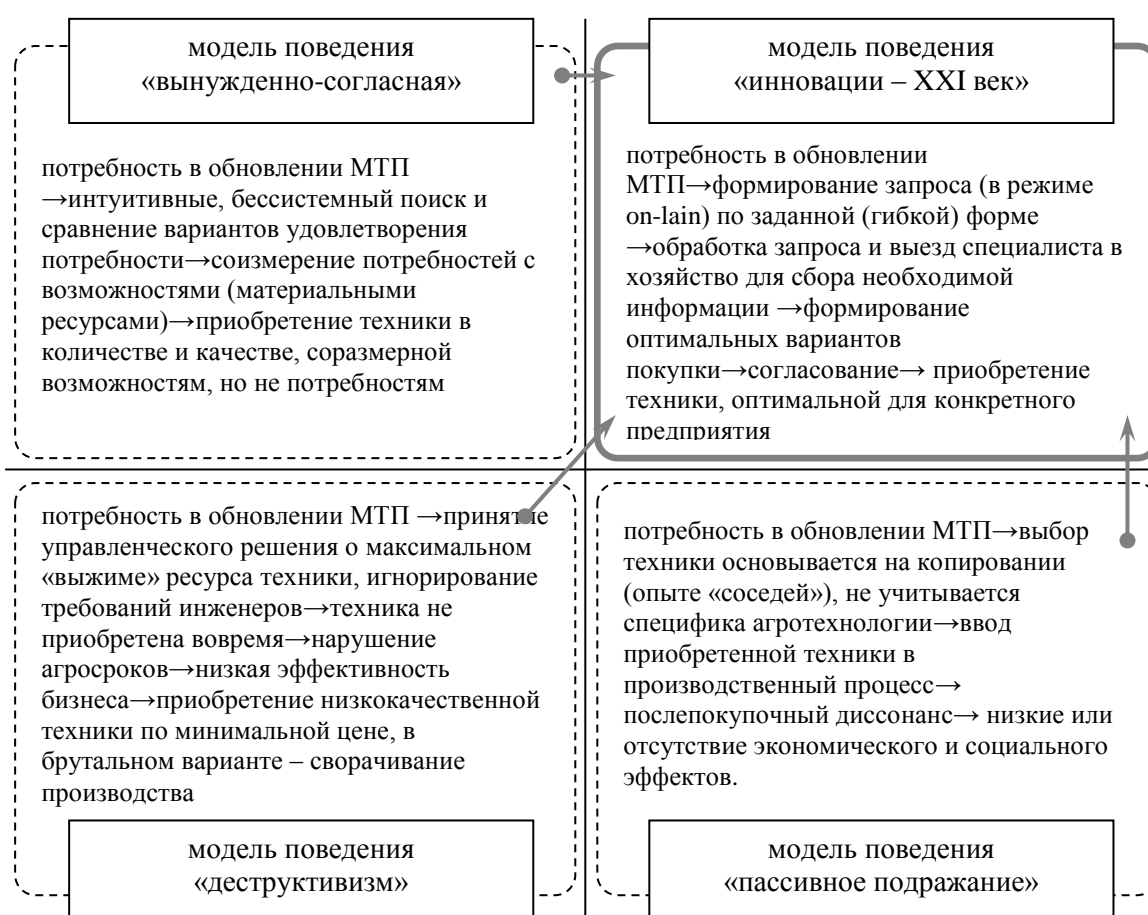 модель поведения
«вынужденно-согласная»
потребность в обновлении МТП
→интуитивные, бессистемный поиск и
сравнение вариантов удовлетворения
потребности→соизмерение потребностей с
возможностями (материальными
ресурсами)→приобретение техники в
количестве и качестве, соразмерной
возможностям, но не потребностям
модель поведения
«инновации – XXI век»
потребность в обновлении
МТП→формирование запроса (в режиме
on-lain) по заданной (гибкой) форме
→обработка запроса и выезд специалиста в
хозяйство для сбора необходимой
информации →формирование
оптимальных вариантов
покупки→согласование→ приобретение
техники, оптимальной для конкретного
предприятия
потребность в обновлении МТП →принятие
управленческого решения о максимальном
«выжиме» ресурса техники, игнорирование
требований инженеров→техника не
приобретена вовремя→нарушение
агросроков→низкая эффективность
бизнеса→приобретение низкокачественной
техники по минимальной цене, в
брутальном варианте – сворачивание
производства
модель поведения
«деструктивизм»
потребность в обновлении МТП→выбор
техники основывается на копировании
(опыте «соседей»), не учитывается
специфика агротехнологии→ввод
приобретенной техники в
производственный процесс→
послепокупочный диссонанс→ низкие или
отсутствие экономического и социального
эффектов.
модель поведения
«пассивное подражание»